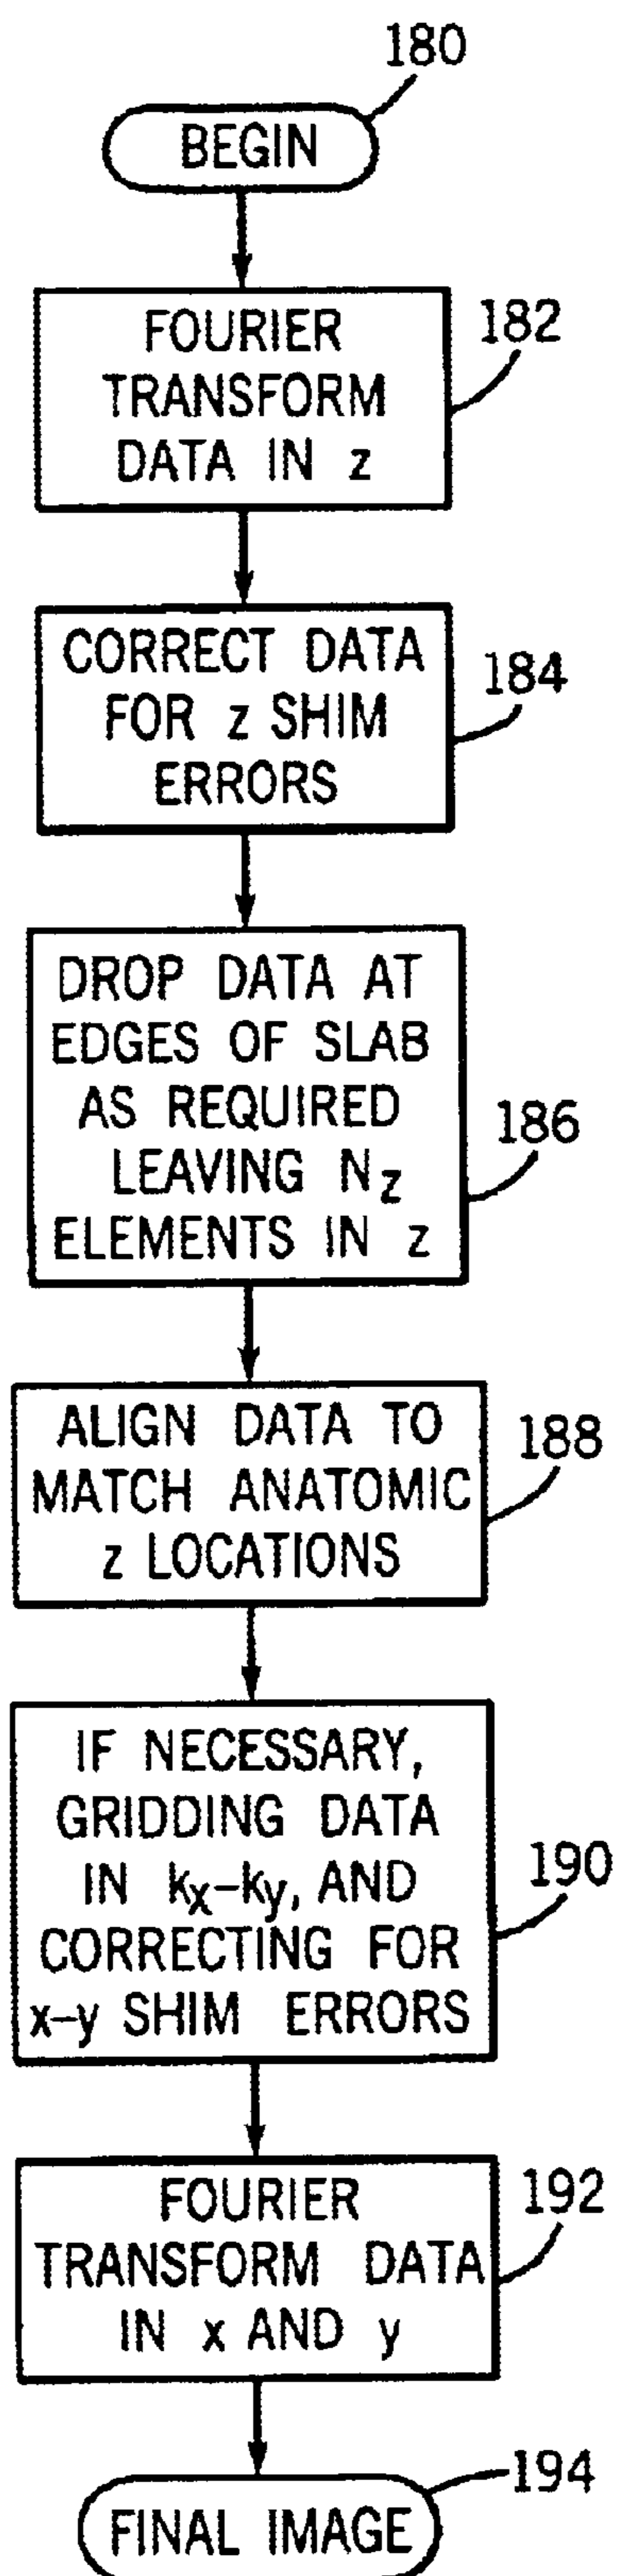 180
BEGIN
182
FOURIER
TRANSFORM
DATA IN z
184
CORRECT DATA
FOR z SHIM
ERRORS
186
DROP DATA AT
EDGES OF SLAB
AS REQUIRED
LEAVING Nz
ELEMENTS IN z
188
ALIGN DATA TO
MATCH ANATOMIC
z LOCATIONS
190
IF NECESSARY,
GRIDDING DATA
IN kx-ky, AND
CORRECTING FOR
x-y SHIM ERRORS
192
FOURIER
TRANSFORM DATA
IN x AND y
194
FINAL IMAGE